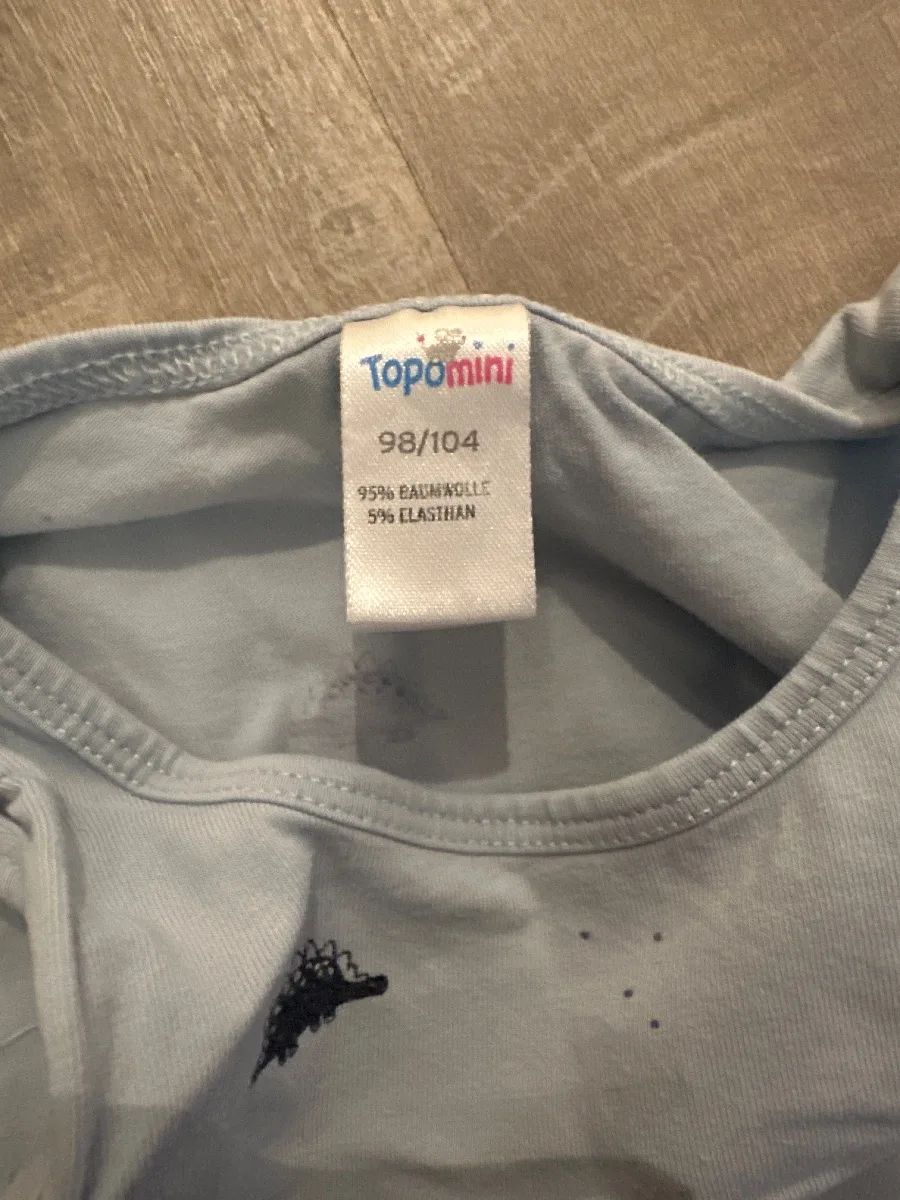 Topomini
98/104
95% BAUMWOLLE
5% ELASTHAN